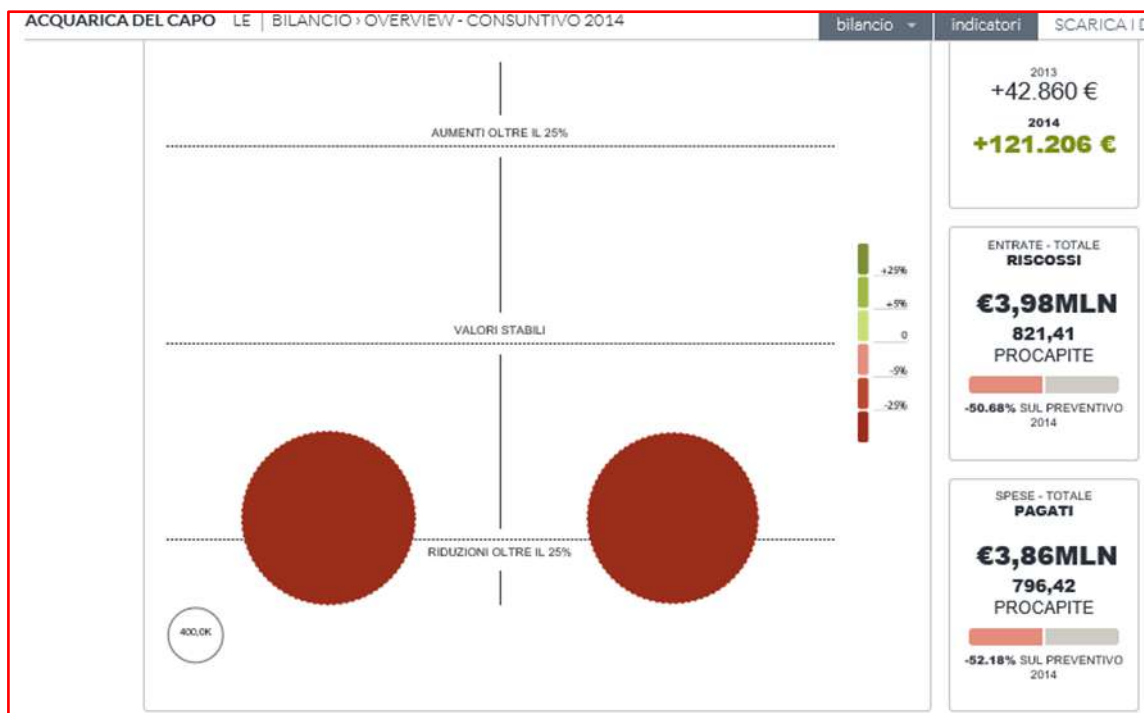 ACQUARICA DEL CAPO LE | BILANCIO › OVERVIEW - CONSUNTIVO 2014
bilancio
indicatori
SCARICA I D
AUMENTI OLTRE IL 25%
VALORI STABILI
RIDUZIONI OLTRE IL 25%
400,0K
+25%
+5%
0
-5%
-25%
2013
+42.860 €
2014
+121.206 €
ENTRATE - TOTALE
RISCOSSI
€3,98MLN
821,41
PROCAPITE
-50.68% SUL PREVENTIVO
2014
SPESE - TOTALE
PAGATI
€3,86MLN
796,42
PROCAPITE
-52.18% SUL PREVENTIVO
2014